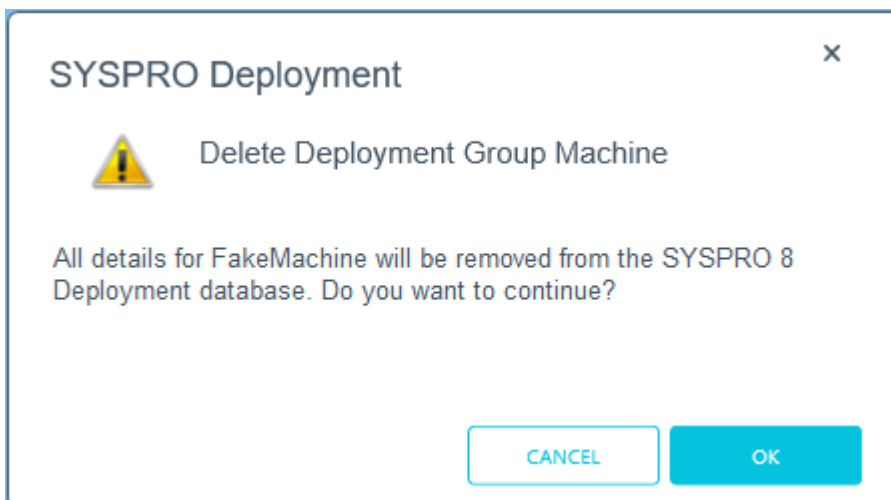 SYSPRO Deployment
Delete Deployment Group Machine
All details for FakeMachine will be removed from the SYSPRO 8
Deployment database. Do you want to continue?
CANCEL
OK